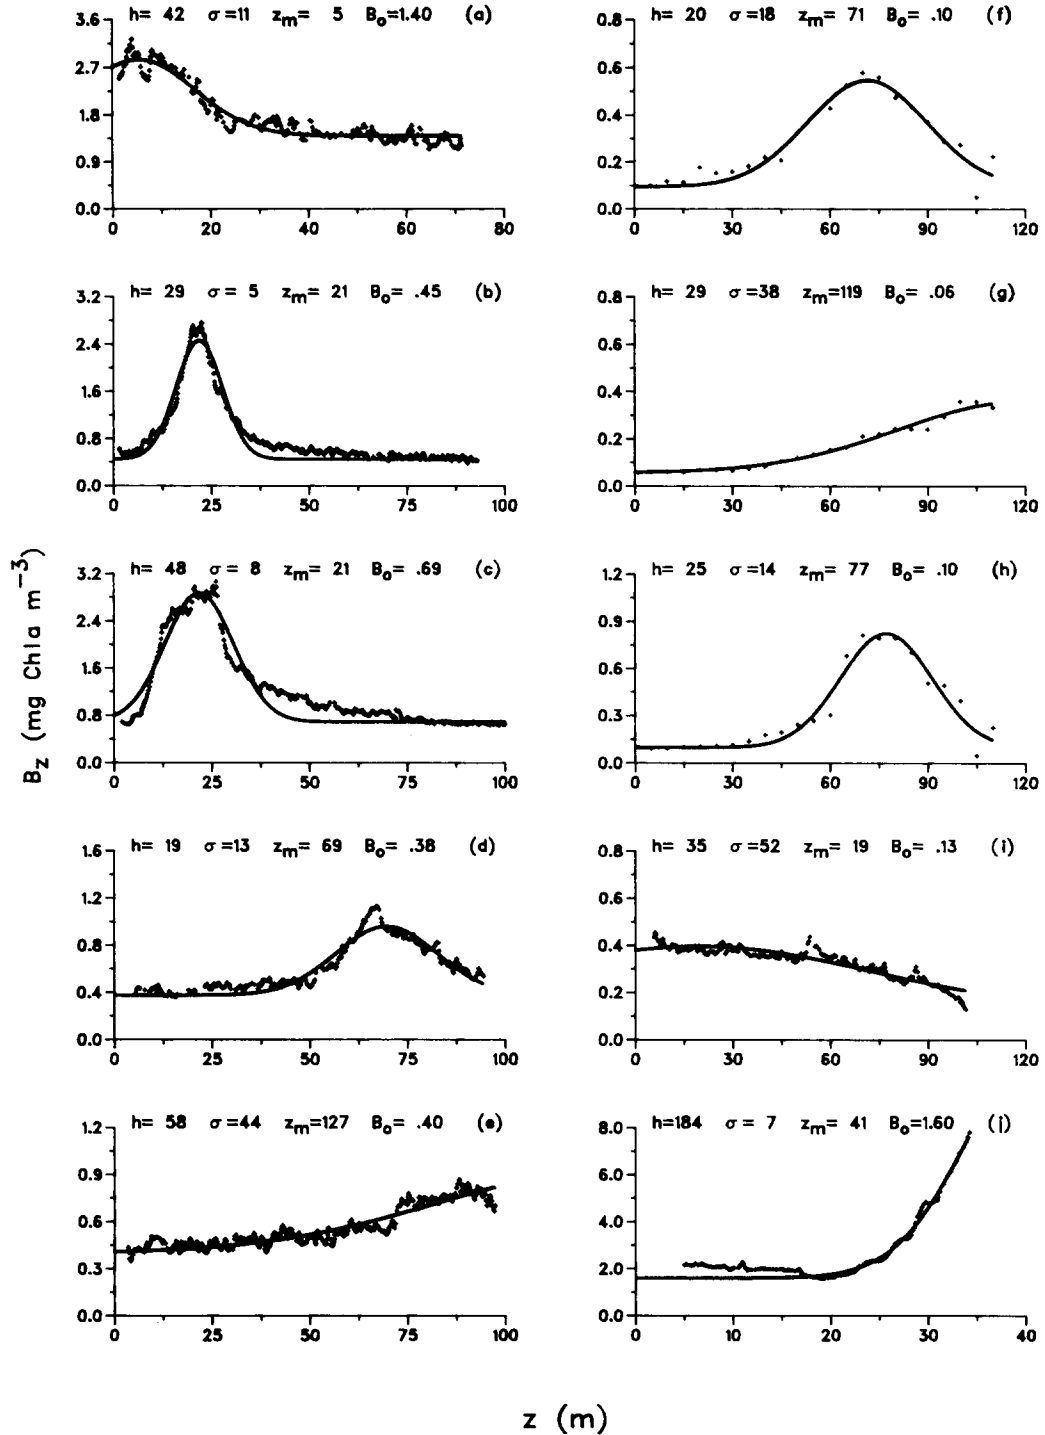 h= 42 σ=11 z_m= 5 B_o=1.40 (a)
3.6
2.7
1.8
0.9
0.0
0 20 40 60 80
h= 20 σ=18 z_m= 71 B_o= .10 (f)
0.8
0.6
0.4
0.2
0.0
0 30 60 90 120
h= 29 σ= 5 z_m= 21 B_o= .45 (b)
3.2
2.4
1.6
0.8
0.0
0 25 50 75 100
h= 29 σ=38 z_m=119 B_o= .06 (g)
0.8
0.6
0.4
0.2
0.0
0 30 60 90 120
h= 48 σ= 8 z_m= 21 B_o= .69 (c)
3.2
2.4
1.6
0.8
0.0
0 25 50 75 100
h= 25 σ=14 z_m= 77 B_o= .10 (h)
1.2
0.9
0.6
0.3
0.0
0 30 60 90 120
B_z (mg Chla m⁻³)
h= 19 σ=13 z_m= 69 B_o= .38 (d)
1.6
1.2
0.8
0.4
0.0
0 25 50 75 100
h= 35 σ=52 z_m= 19 B_o= .13 (i)
0.8
0.6
0.4
0.2
0.0
0 30 60 90 120
h= 58 σ=44 z_m=127 B_o= .40 (e)
1.2
0.9
0.6
0.3
0.0
0 25 50 75 100
h=184 σ= 7 z_m= 41 B_o=1.60 (j)
8.0
6.0
4.0
2.0
0.0
0 10 20 30 40
z (m)